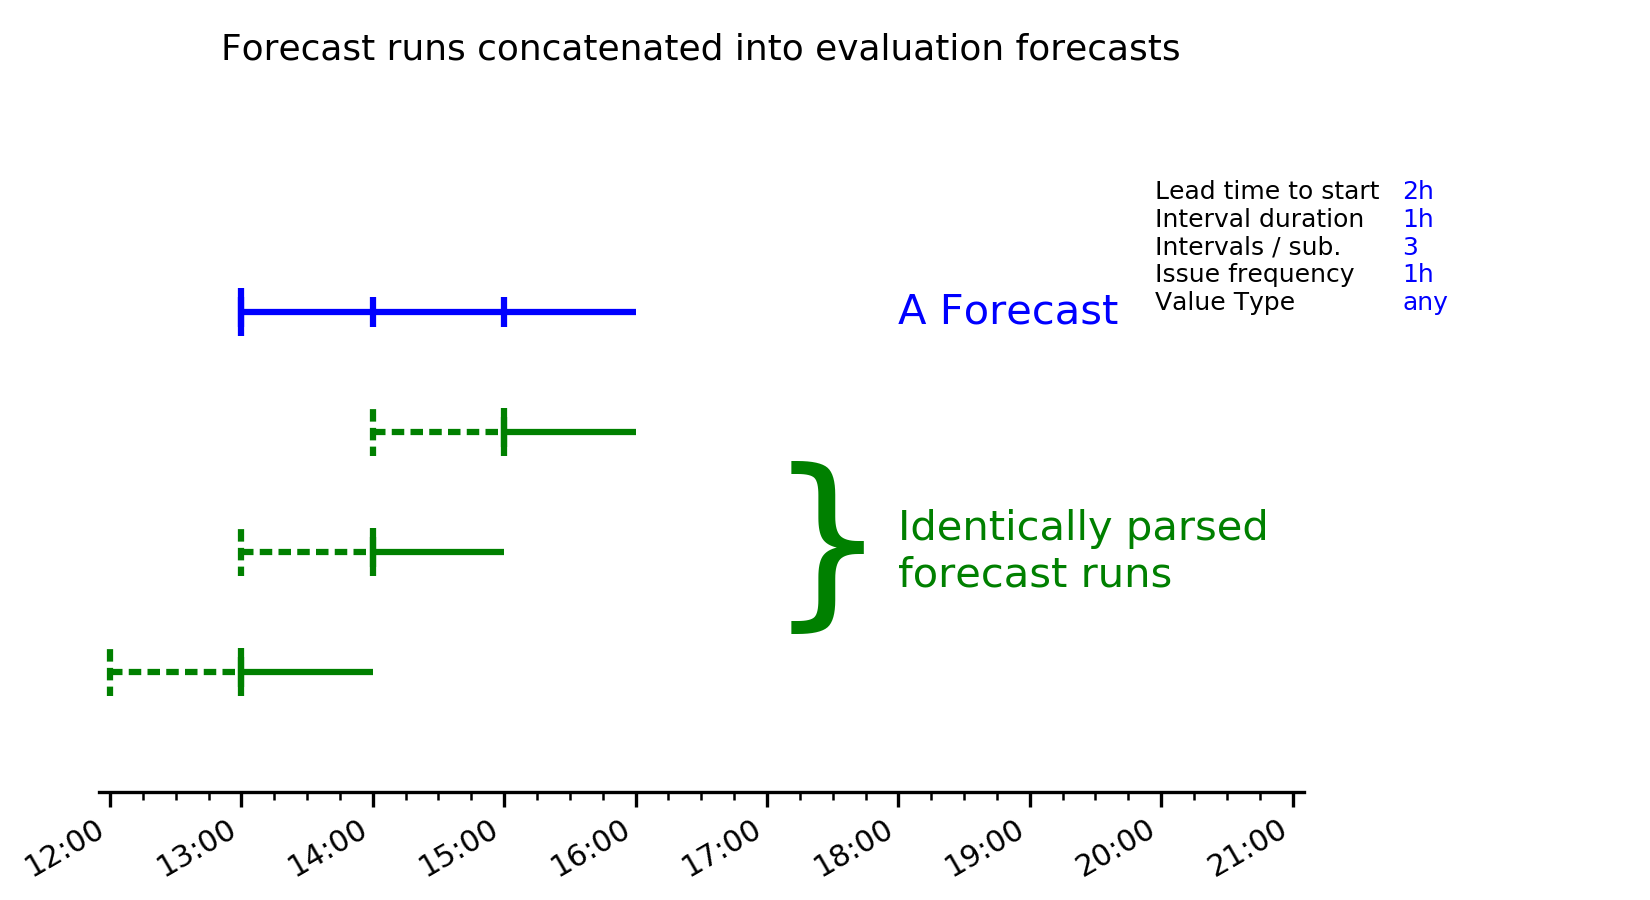 Forecast runs concatenated into evaluation forecasts
Lead time to start 2h
Interval duration 1h
Intervals / sub. 3
Issue frequency 1h
Value Type any
A Forecast
}
Identically parsed
forecast runs
12:00 13:00 14:00 15:00 16:00 17:00 18:00 19:00 20:00 21:00